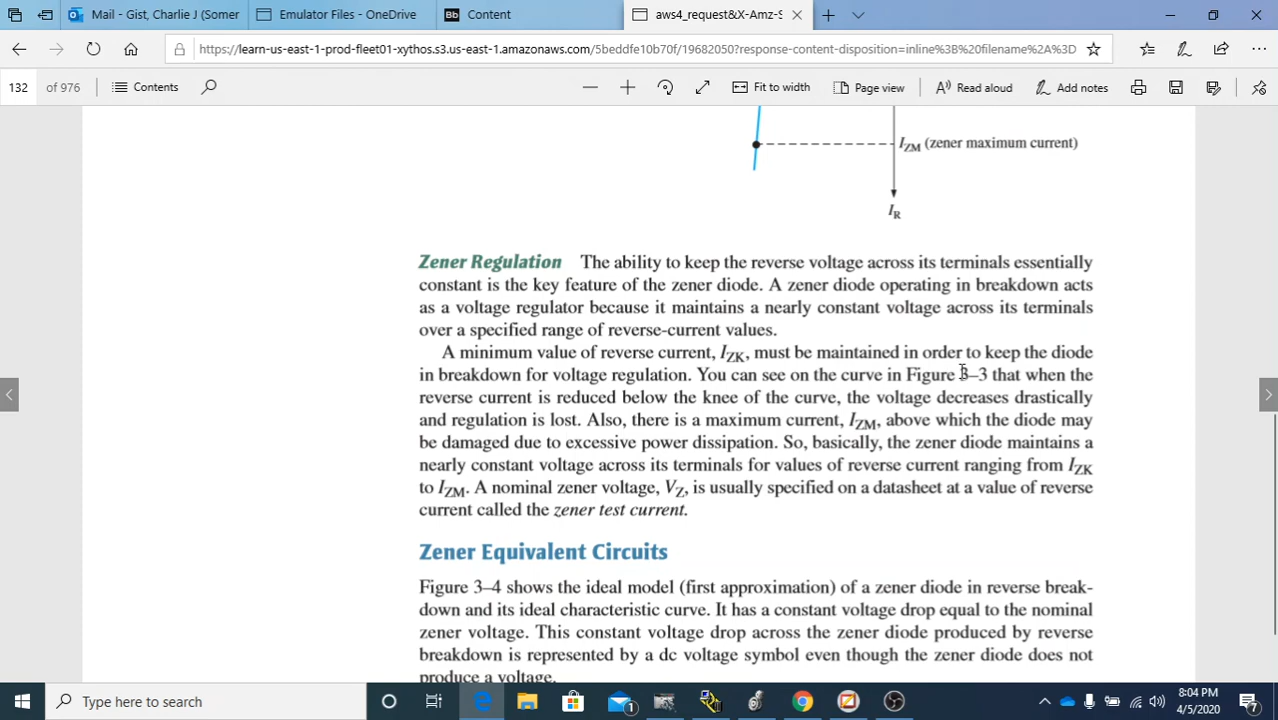 Mail – Gist, Charlie J (Somer
Emulator Files - OneDrive
Content
aws4_request&X-Amz-S
https://learn-us-east-1-prod-fleet01-xythos.s3.us-east-1.amazonaws.com/5beddfe10b70f/19682050?response-content-disposition=inline%3B%20filename%2A%3D
132 of 976 Contents Fit to width Page view Read aloud Add notes
IZM (zener maximum current)
IR
Zener Regulation The ability to keep the reverse voltage across its terminals essentially
constant is the key feature of the zener diode. A zener diode operating in breakdown acts
as a voltage regulator because it maintains a nearly constant voltage across its terminals
over a specified range of reverse-current values.
A minimum value of reverse current, IZK, must be maintained in order to keep the diode
in breakdown for voltage regulation. You can see on the curve in Figure 3–3 that when the
reverse current is reduced below the knee of the curve, the voltage decreases drastically
and regulation is lost. Also, there is a maximum current, IZM, above which the diode may
be damaged due to excessive power dissipation. So, basically, the zener diode maintains a
nearly constant voltage across its terminals for values of reverse current ranging from IZK
to IZM. A nominal zener voltage, VZ, is usually specified on a datasheet at a value of reverse
current called the zener test current.
Zener Equivalent Circuits
Figure 3–4 shows the ideal model (first approximation) of a zener diode in reverse break-
down and its ideal characteristic curve. It has a constant voltage drop equal to the nominal
zener voltage. This constant voltage drop across the zener diode produced by reverse
breakdown is represented by a dc voltage symbol even though the zener diode does not
produce a voltage.
Type here to search
1
8:04 PM
4/5/2020
7